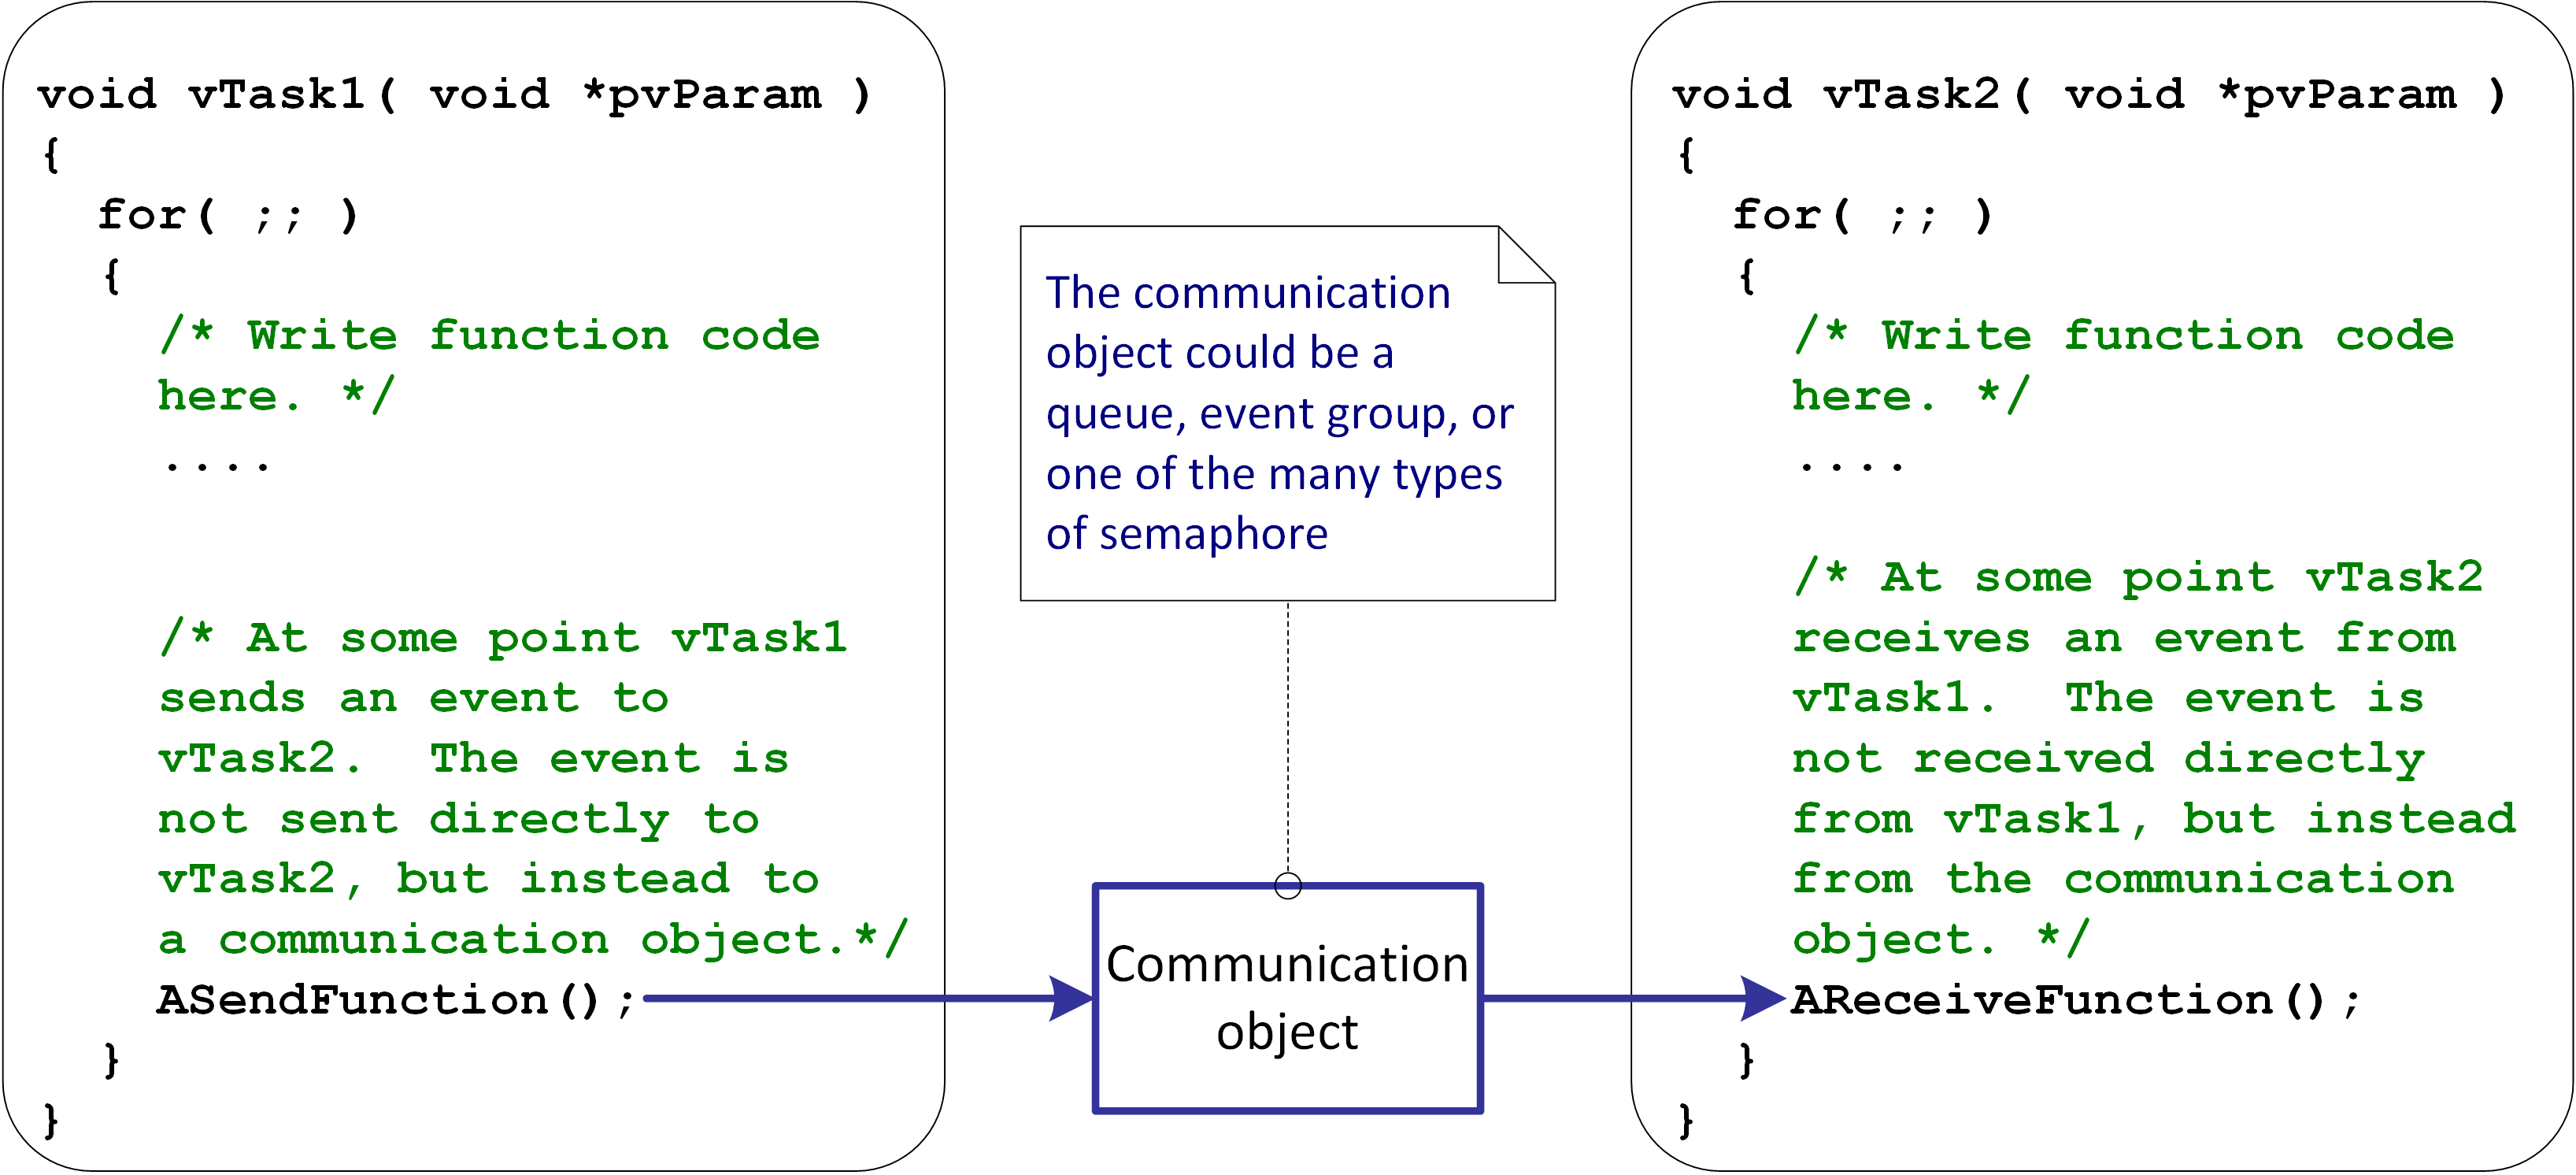 void vTask1( void *pvParam )
{
for( ;; )
{
/* Write function code
here. */
....
/* At some point vTask1
sends an event to
vTask2.  The event is
not sent directly to
vTask2, but instead to
a communication object.*/
ASendFunction();
}
}
The communication
object could be a
queue, event group, or
one of the many types
of semaphore
Communication
object
void vTask2( void *pvParam )
{
for( ;; )
{
/* Write function code
here. */
....
/* At some point vTask2
receives an event from
vTask1.  The event is
not received directly
from vTask1, but instead
from the communication
object. */
AReceiveFunction();
}
}